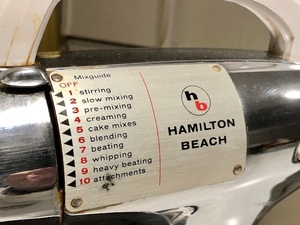 Mixguide
OFF
1 stirring
2 slow mixing
3 pre-mixing
4 creaming
5 cake mixes
6 blending
7 beating
8 whipping
9 heavy beating
10 attachments
hb
HAMILTON
BEACH